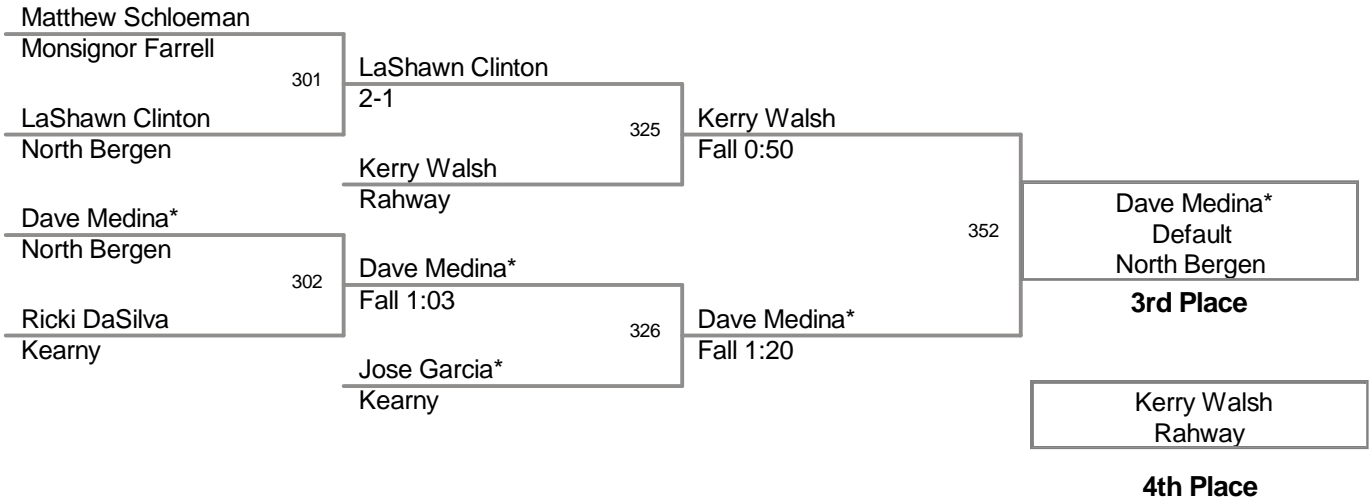 Matthew Schloeman
Monsignor Farrell
301
LaShawn Clinton
2-1
LaShawn Clinton
North Bergen
325
Kerry Walsh
Fall 0:50
Kerry Walsh
Rahway
Dave Medina*
North Bergen
352
Dave Medina*
Default
North Bergen
3rd Place
302
Dave Medina*
Fall 1:03
Ricki DaSilva
Kearny
326
Dave Medina*
Fall 1:20
Jose Garcia*
Kearny
Kerry Walsh
Rahway
4th Place